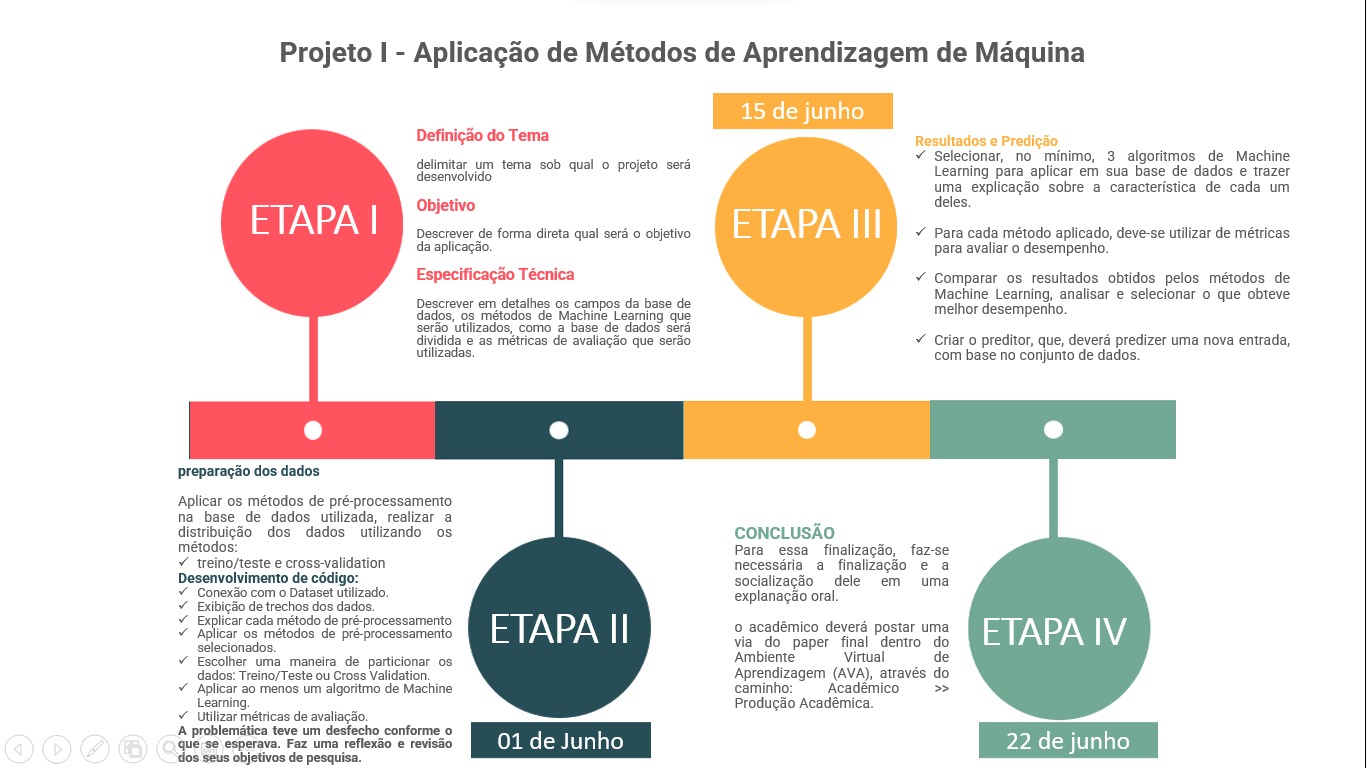 Projeto I - Aplicação de Métodos de Aprendizagem de Máquina
ETAPA I
Definição do Tema
delimitar um tema sob qual o projeto será
desenvolvido
Objetivo
Descrever de forma direta qual será o objetivo
da aplicação.
Especificação Técnica
Descrever em detalhes os campos da base de
dados, os métodos de Machine Learning que
serão utilizados, como a base de dados será
dividida e as métricas de avaliação que serão
utilizadas.
15 de junho
ETAPA III
Resultados e Predição
✓ Selecionar, no mínimo, 3 algoritmos de Machine
Learning para aplicar em sua base de dados e trazer
uma explicação sobre a característica de cada um
deles.
✓ Para cada método aplicado, deve-se utilizar de métricas
para avaliar o desempenho.
✓ Comparar os resultados obtidos pelos métodos de
Machine Learning, analisar e selecionar o que obteve
melhor desempenho.
✓ Criar o preditor, que, deverá predizer uma nova entrada,
com base no conjunto de dados.
preparação dos dados
Aplicar os métodos de pré-processamento
na base de dados utilizada, realizar a
distribuição dos dados utilizando os
métodos:
✓ treino/teste e cross-validation
Desenvolvimento de código:
✓ Conexão com o Dataset utilizado.
✓ Exibição de trechos dos dados.
✓ Explicar cada método de pré-processamento
✓ Aplicar os métodos de pré-processamento
selecionados.
✓ Escolher uma maneira de particionar os
dados: Treino/Teste ou Cross Validation.
✓ Aplicar ao menos um algoritmo de Machine
Learning.
✓ Utilizar métricas de avaliação.
A problemática teve um desfecho conforme o
que se esperava. Faz uma reflexão e revisão
dos seus objetivos de pesquisa.
ETAPA II
01 de Junho
CONCLUSÃO
Para essa finalização, faz-se
necessária a finalização e a
socialização dele em uma
explanação oral.
o acadêmico deverá postar uma
via do paper final dentro do
Ambiente Virtual de
Aprendizagem (AVA), através do
caminho: Acadêmico >>
Produção Acadêmica.
ETAPA IV
22 de junho